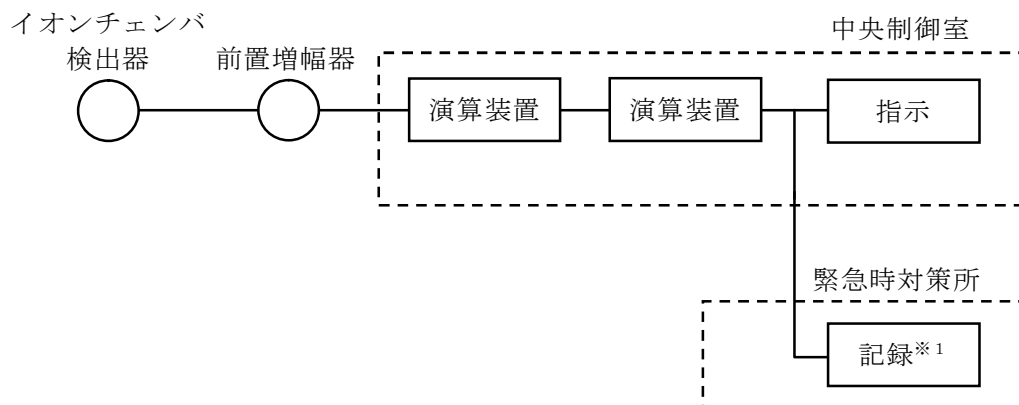 イオンチェンバ
検出器
前置増幅器
中央制御室
演算装置
演算装置
指示
緊急時対策所
記録※1